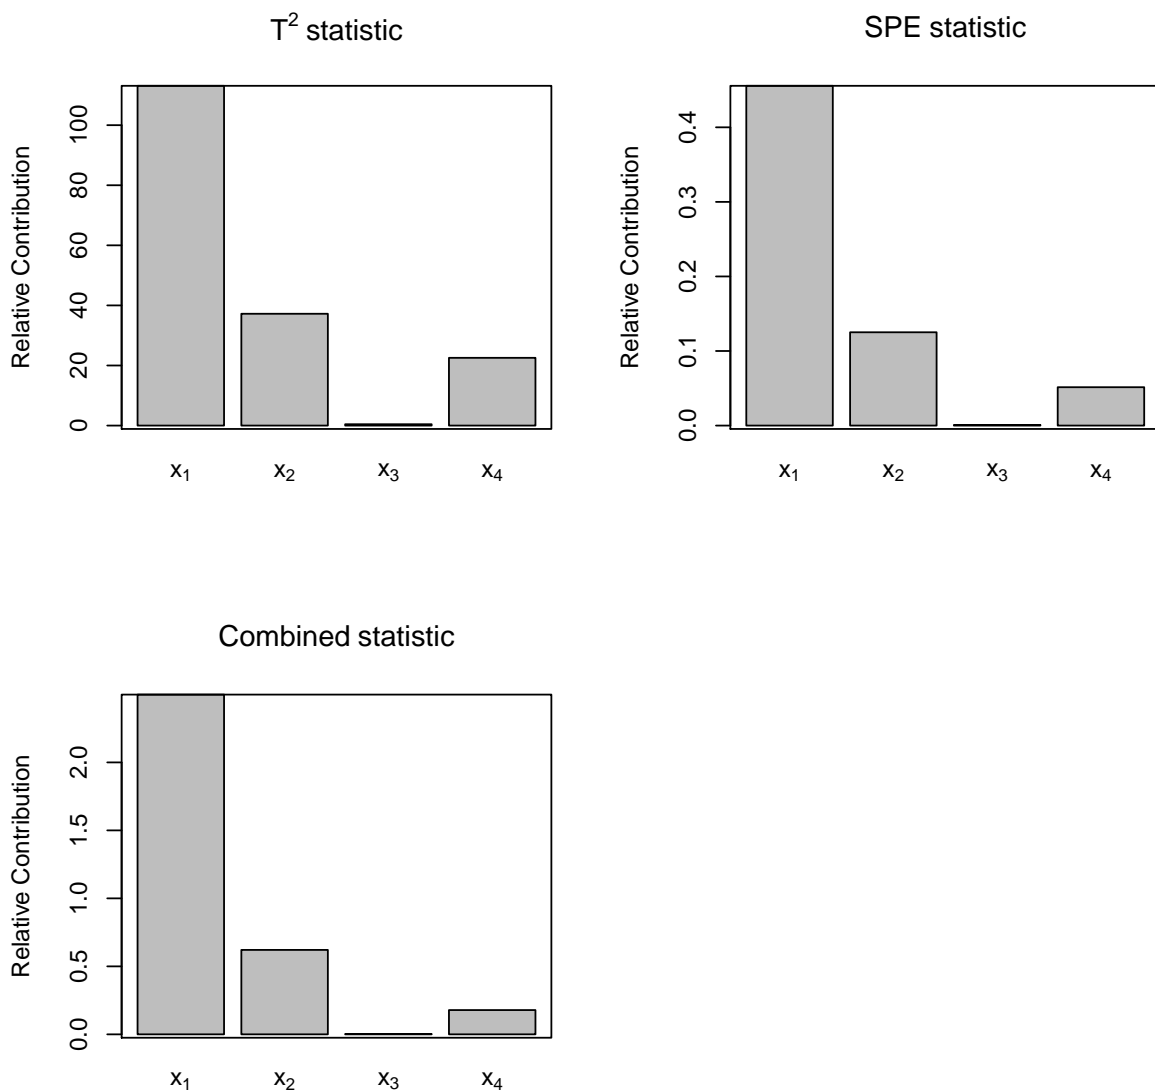 T² statistic
Relative Contribution
0 20 40 60 80 100
x₁ x₂ x₃ x₄
SPE statistic
Relative Contribution
0.0 0.1 0.2 0.3 0.4
x₁ x₂ x₃ x₄
Combined statistic
Relative Contribution
0.0 0.5 1.0 1.5 2.0
x₁ x₂ x₃ x₄